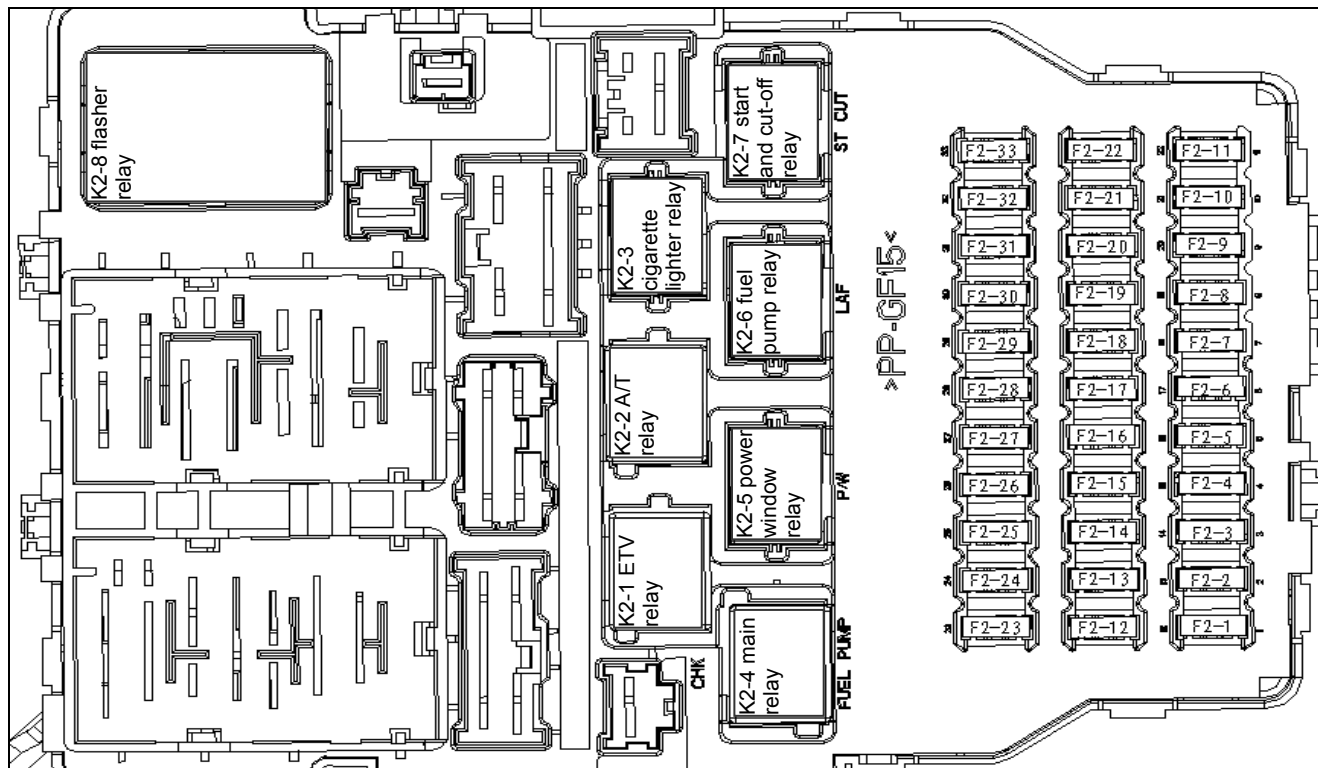 K2-8 flasher
relay
K2-7 start
and cut-off
relay
ST CUT
K2-3
cigarette
lighter relay
K2-6 fuel
pump relay
LAF
K2-2 A/T
relay
K2-5 power
window
relay
P/W
K2-1 ETV
relay
K2-4 main
relay
FUEL PUMP
CHK
>PP-GF15<
F2-33 F2-22 F2-11
F2-32 F2-21 F2-10
F2-31 F2-20 F2-9
F2-30 F2-19 F2-8
F2-29 F2-18 F2-7
F2-28 F2-17 F2-6
F2-27 F2-16 F2-5
F2-26 F2-15 F2-4
F2-25 F2-14 F2-3
F2-24 F2-13 F2-2
F2-23 F2-12 F2-1